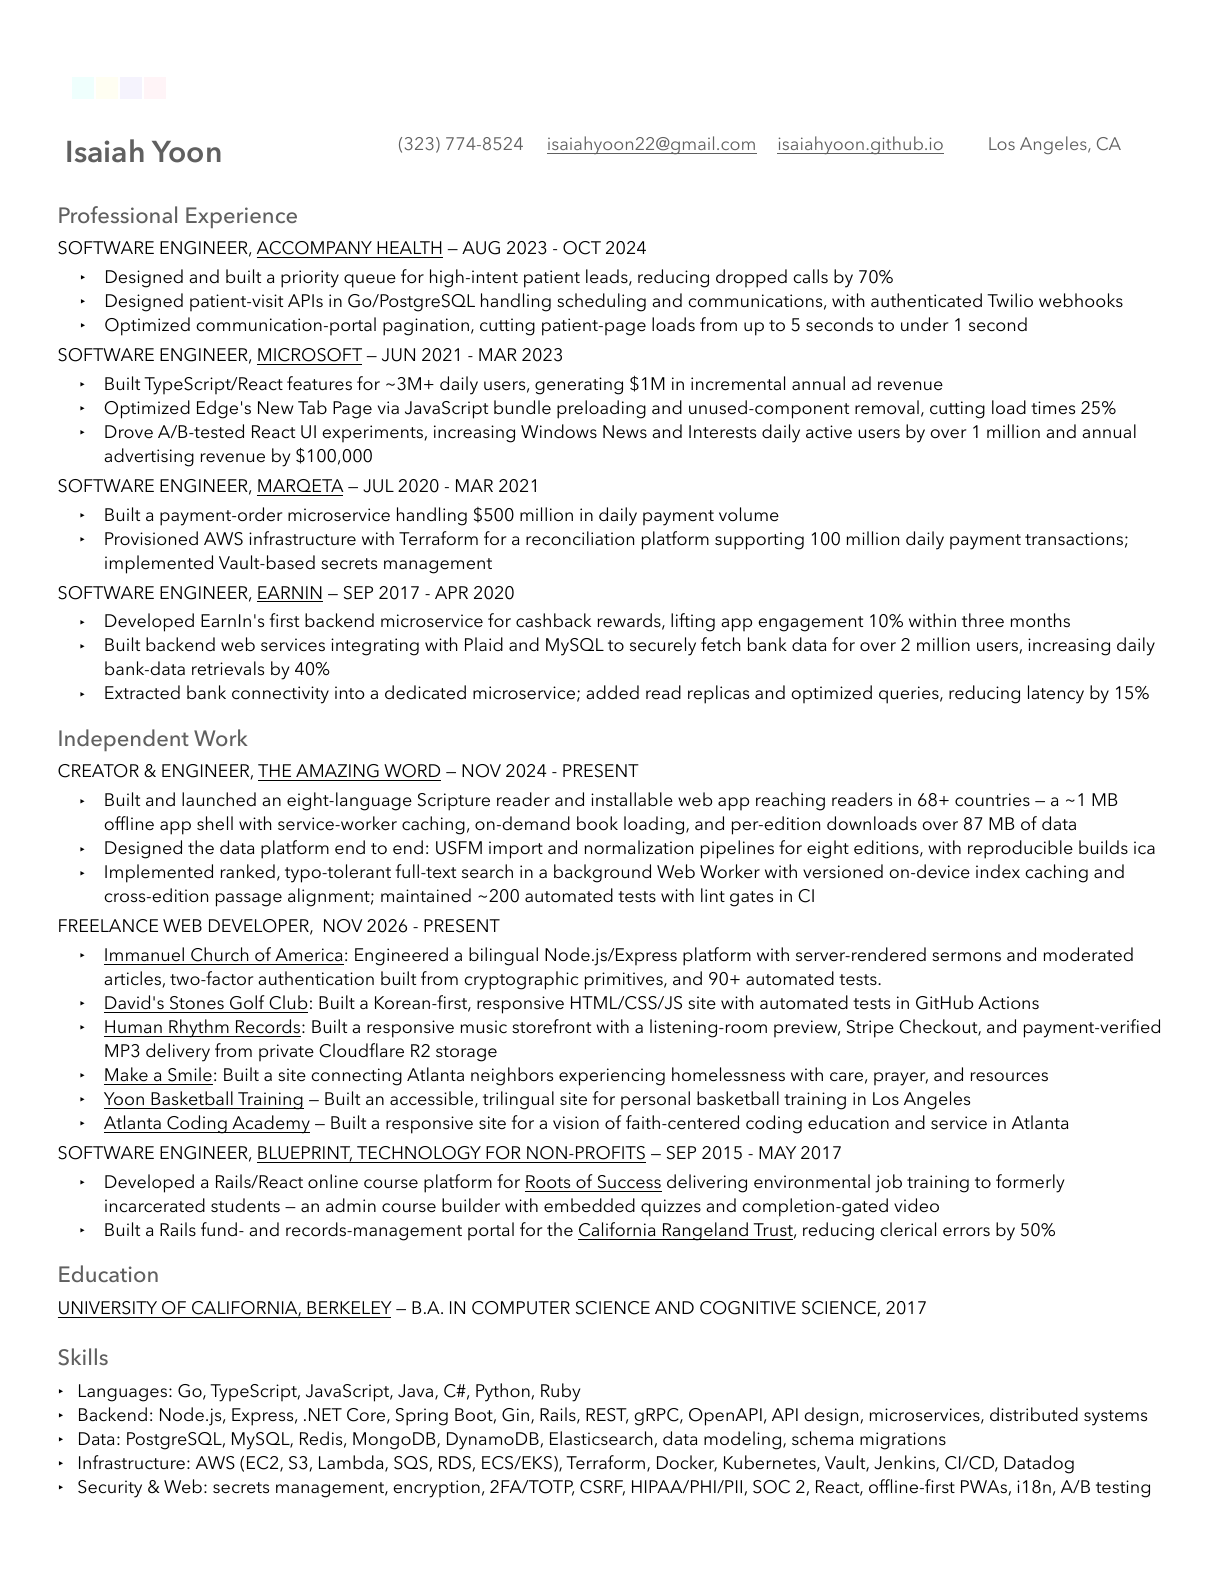 Isaiah Yoon
(323) 774-8524 isaiahyoon22@gmail.com isaiahyoon.github.io Los Angeles, CA
Professional Experience
SOFTWARE ENGINEER, ACCOMPANY HEALTH — AUG 2023 - OCT 2024
‣ Designed and built a priority queue for high-intent patient leads, reducing dropped calls by 70%
‣ Designed patient-visit APIs in Go/PostgreSQL handling scheduling and communications, with authenticated Twilio webhooks
‣ Optimized communication-portal pagination, cutting patient-page loads from up to 5 seconds to under 1 second
SOFTWARE ENGINEER, MICROSOFT — JUN 2021 - MAR 2023
‣ Built TypeScript/React features for ~3M+ daily users, generating $1M in incremental annual ad revenue
‣ Optimized Edge's New Tab Page via JavaScript bundle preloading and unused-component removal, cutting load times 25%
‣ Drove A/B-tested React UI experiments, increasing Windows News and Interests daily active users by over 1 million and annual
advertising revenue by $100,000
SOFTWARE ENGINEER, MARQETA — JUL 2020 - MAR 2021
‣ Built a payment-order microservice handling $500 million in daily payment volume
‣ Provisioned AWS infrastructure with Terraform for a reconciliation platform supporting 100 million daily payment transactions;
implemented Vault-based secrets management
SOFTWARE ENGINEER, EARNIN — SEP 2017 - APR 2020
‣ Developed EarnIn's first backend microservice for cashback rewards, lifting app engagement 10% within three months
‣ Built backend web services integrating with Plaid and MySQL to securely fetch bank data for over 2 million users, increasing daily
bank-data retrievals by 40%
‣ Extracted bank connectivity into a dedicated microservice; added read replicas and optimized queries, reducing latency by 15%
Independent Work
CREATOR & ENGINEER, THE AMAZING WORD — NOV 2024 - PRESENT
‣ Built and launched an eight-language Scripture reader and installable web app reaching readers in 68+ countries — a ~1 MB
offline app shell with service-worker caching, on-demand book loading, and per-edition downloads over 87 MB of data
‣ Designed the data platform end to end: USFM import and normalization pipelines for eight editions, with reproducible builds ica
‣ Implemented ranked, typo-tolerant full-text search in a background Web Worker with versioned on-device index caching and
cross-edition passage alignment; maintained ~200 automated tests with lint gates in CI
FREELANCE WEB DEVELOPER, NOV 2026 - PRESENT
‣ Immanuel Church of America: Engineered a bilingual Node.js/Express platform with server-rendered sermons and moderated
articles, two-factor authentication built from cryptographic primitives, and 90+ automated tests.
‣ David's Stones Golf Club: Built a Korean-first, responsive HTML/CSS/JS site with automated tests in GitHub Actions
‣ Human Rhythm Records: Built a responsive music storefront with a listening-room preview, Stripe Checkout, and payment-verified
MP3 delivery from private Cloudflare R2 storage
‣ Make a Smile: Built a site connecting Atlanta neighbors experiencing homelessness with care, prayer, and resources
‣ Yoon Basketball Training — Built an accessible, trilingual site for personal basketball training in Los Angeles
‣ Atlanta Coding Academy — Built a responsive site for a vision of faith-centered coding education and service in Atlanta
SOFTWARE ENGINEER, BLUEPRINT, TECHNOLOGY FOR NON-PROFITS — SEP 2015 - MAY 2017
‣ Developed a Rails/React online course platform for Roots of Success delivering environmental job training to formerly
incarcerated students — an admin course builder with embedded quizzes and completion-gated video
‣ Built a Rails fund- and records-management portal for the California Rangeland Trust, reducing clerical errors by 50%
Education
UNIVERSITY OF CALIFORNIA, BERKELEY — B.A. IN COMPUTER SCIENCE AND COGNITIVE SCIENCE, 2017
Skills
‣ Languages: Go, TypeScript, JavaScript, Java, C#, Python, Ruby
‣ Backend: Node.js, Express, .NET Core, Spring Boot, Gin, Rails, REST, gRPC, OpenAPI, API design, microservices, distributed systems
‣ Data: PostgreSQL, MySQL, Redis, MongoDB, DynamoDB, Elasticsearch, data modeling, schema migrations
‣ Infrastructure: AWS (EC2, S3, Lambda, SQS, RDS, ECS/EKS), Terraform, Docker, Kubernetes, Vault, Jenkins, CI/CD, Datadog
‣ Security & Web: secrets management, encryption, 2FA/TOTP, CSRF, HIPAA/PHI/PII, SOC 2, React, offline-first PWAs, i18n, A/B testing